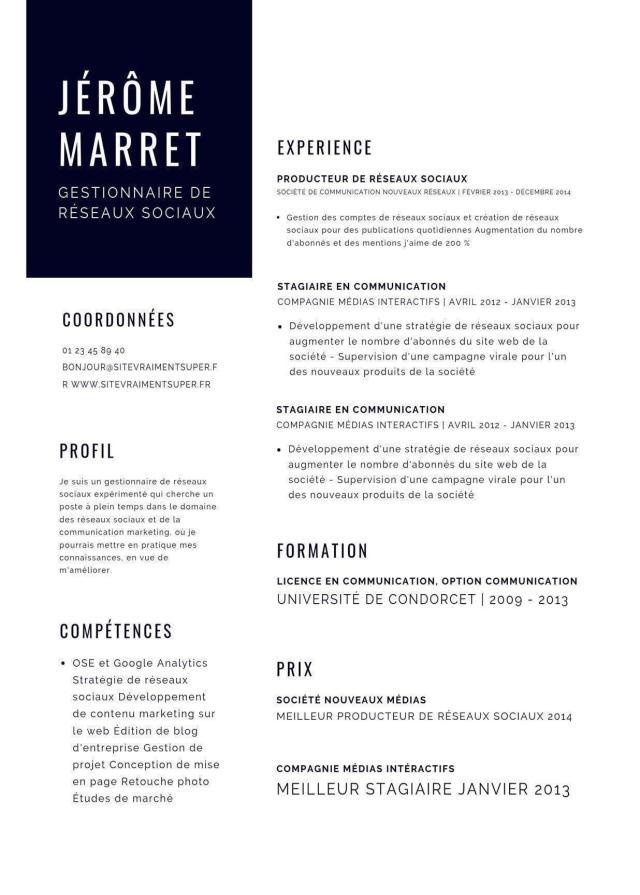 JÉRÔME
MARRET
GESTIONNAIRE DE
RÉSEAUX SOCIAUX
COORDONNÉES
01 23 45 89 40
BONJOUR@SITEVRAIMENTSUPER.F
R WWW.SITEVRAIMENTSUPER.FR
PROFIL
Je suis un gestionnaire de réseaux
sociaux expérimenté qui cherche un
poste à plein temps dans le domaine
des réseaux sociaux et de la
communication marketing, où je
pourrais mettre en pratique mes
connaissances, en vue de
m'améliorer.
COMPÉTENCES
• OSE et Google Analytics
Stratégie de réseaux
sociaux Développement
de contenu marketing sur
le web Édition de blog
d'entreprise Gestion de
projet Conception de mise
en page Retouche photo
Études de marché
EXPERIENCE
PRODUCTEUR DE RÉSEAUX SOCIAUX
SOCIÉTÉ DE COMMUNICATION NOUVEAUX RÉSEAUX | FÉVRIER 2013 - DÉCEMBRE 2014
• Gestion des comptes de réseaux sociaux et création de réseaux
sociaux pour des publications quotidiennes Augmentation du nombre
d'abonnés et des mentions j'aime de 200 %
STAGIAIRE EN COMMUNICATION
COMPAGNIE MÉDIAS INTERACTIFS | AVRIL 2012 - JANVIER 2013
• Développement d'une stratégie de réseaux sociaux pour
augmenter le nombre d'abonnés du site web de la
société - Supervision d'une campagne virale pour l'un
des nouveaux produits de la société
STAGIAIRE EN COMMUNICATION
COMPAGNIE MÉDIAS INTERACTIFS | AVRIL 2012 - JANVIER 2013
• Développement d'une stratégie de réseaux sociaux pour
augmenter le nombre d'abonnés du site web de la
société - Supervision d'une campagne virale pour l'un
des nouveaux produits de la société
FORMATION
LICENCE EN COMMUNICATION, OPTION COMMUNICATION
UNIVERSITÉ DE CONDORCET | 2009 - 2013
PRIX
SOCIÉTÉ NOUVEAUX MÉDIAS
MEILLEUR PRODUCTEUR DE RÉSEAUX SOCIAUX 2014
COMPAGNIE MÉDIAS INTÉRACTIFS
MEILLEUR STAGIAIRE JANVIER 2013